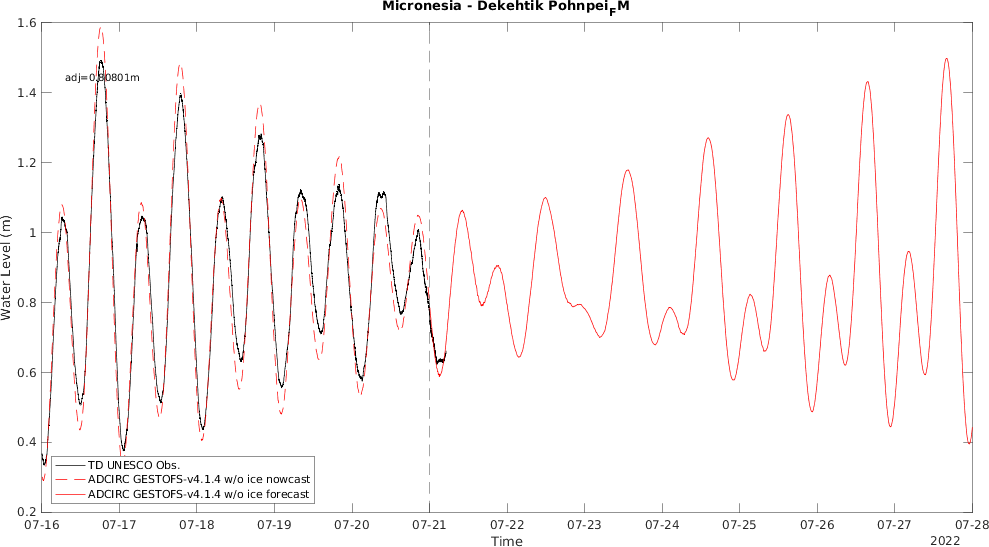 Micronesia - Dekehtik Pohnpei_FM
adj=0.80801m
Water Level (m)
1.6
1.4
1.2
1
0.8
0.6
0.4
0.2
TD UNESCO Obs.
ADCIRC GESTOFS-v4.1.4 w/o ice nowcast
ADCIRC GESTOFS-v4.1.4 w/o ice forecast
07-16 07-17 07-18 07-19 07-20 07-21 07-22 07-23 07-24 07-25 07-26 07-27 07-28
Time
2022